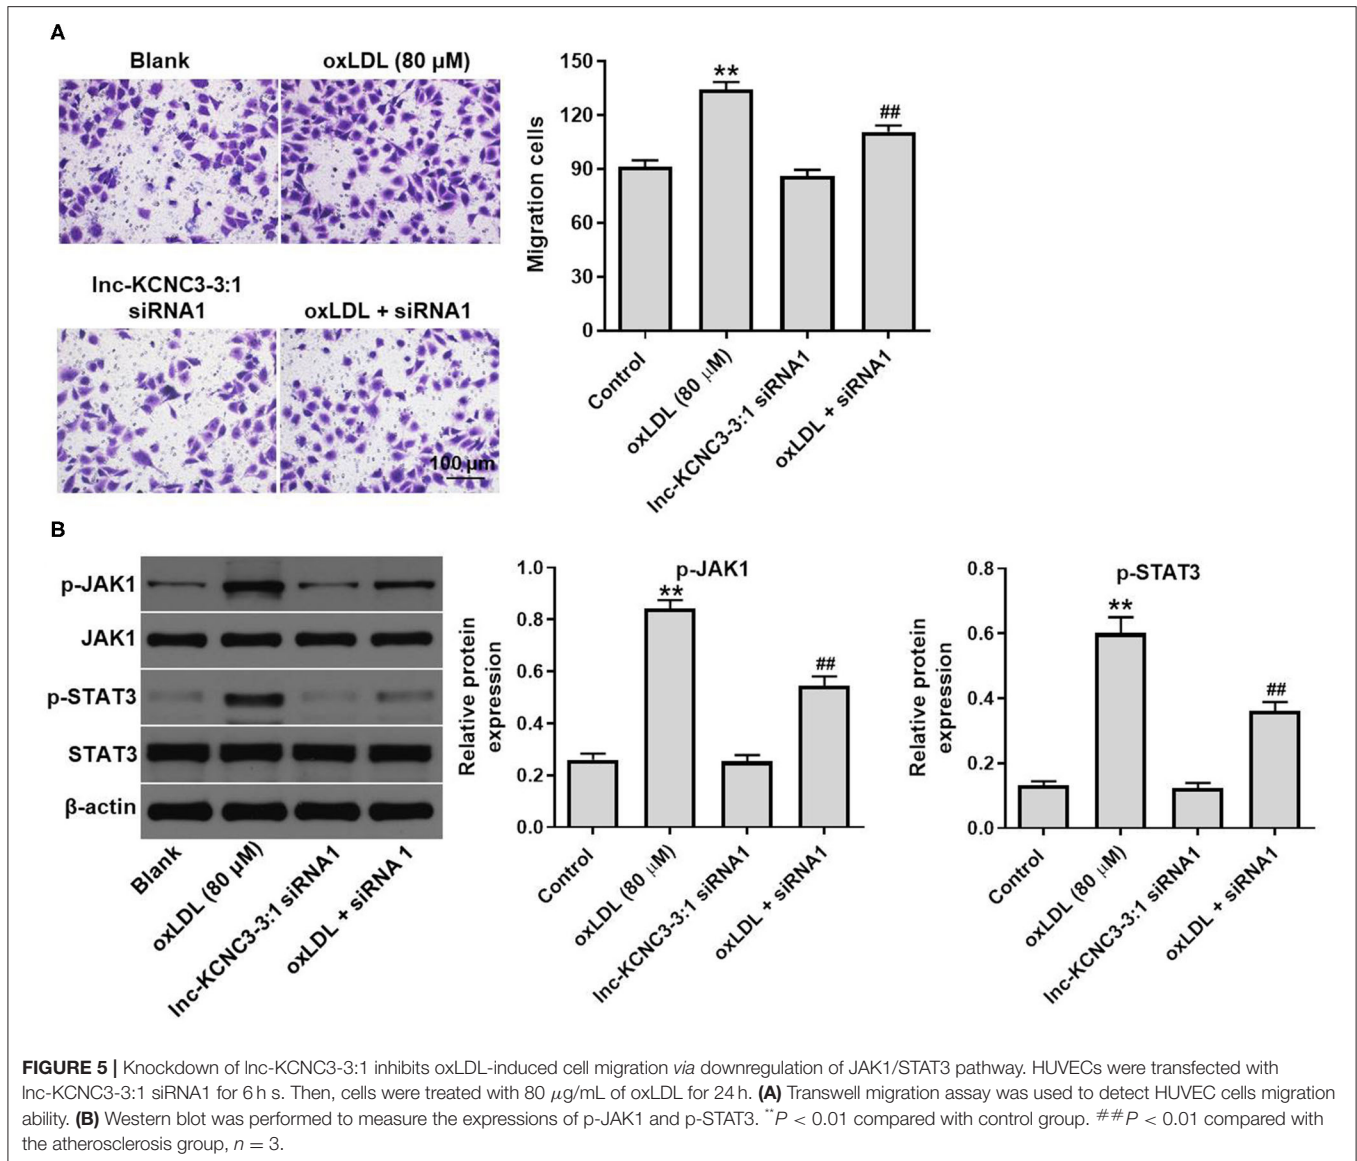 A
Blank
oxLDL (80 µM)
lnc-KCNC3-3:1
siRNA1
oxLDL + siRNA1
100 µm
Migration cells
150
120
90
60
30
0
**
##
Control
oxLDL (80 µM)
lnc-KCNC3-3:1 siRNA1
oxLDL + siRNA1
B
p-JAK1
JAK1
p-STAT3
STAT3
β-actin
Blank
oxLDL (80 µM)
lnc-KCNC3-3:1 siRNA1
oxLDL + siRNA 1
p-JAK1
Relative protein
expression
1.0
0.8
0.6
0.4
0.2
0.0
**
##
Control
oxLDL (80 µM)
lnc-KCNC3-3:1 siRNA1
oxLDL + siRNA1
p-STAT3
Relative protein
expression
0.8
0.6
0.4
0.2
0.0
**
##
Control
oxLDL (80 µM)
lnc-KCNC3-3:1 siRNA1
oxLDL + siRNA1
FIGURE 5 | Knockdown of lnc-KCNC3-3:1 inhibits oxLDL-induced cell migration via downregulation of JAK1/STAT3 pathway. HUVECs were transfected with
lnc-KCNC3-3:1 siRNA1 for 6 h s. Then, cells were treated with 80 µg/mL of oxLDL for 24 h. (A) Transwell migration assay was used to detect HUVEC cells migration
ability. (B) Western blot was performed to measure the expressions of p-JAK1 and p-STAT3. **P < 0.01 compared with control group. ##P < 0.01 compared with
the atherosclerosis group, n = 3.